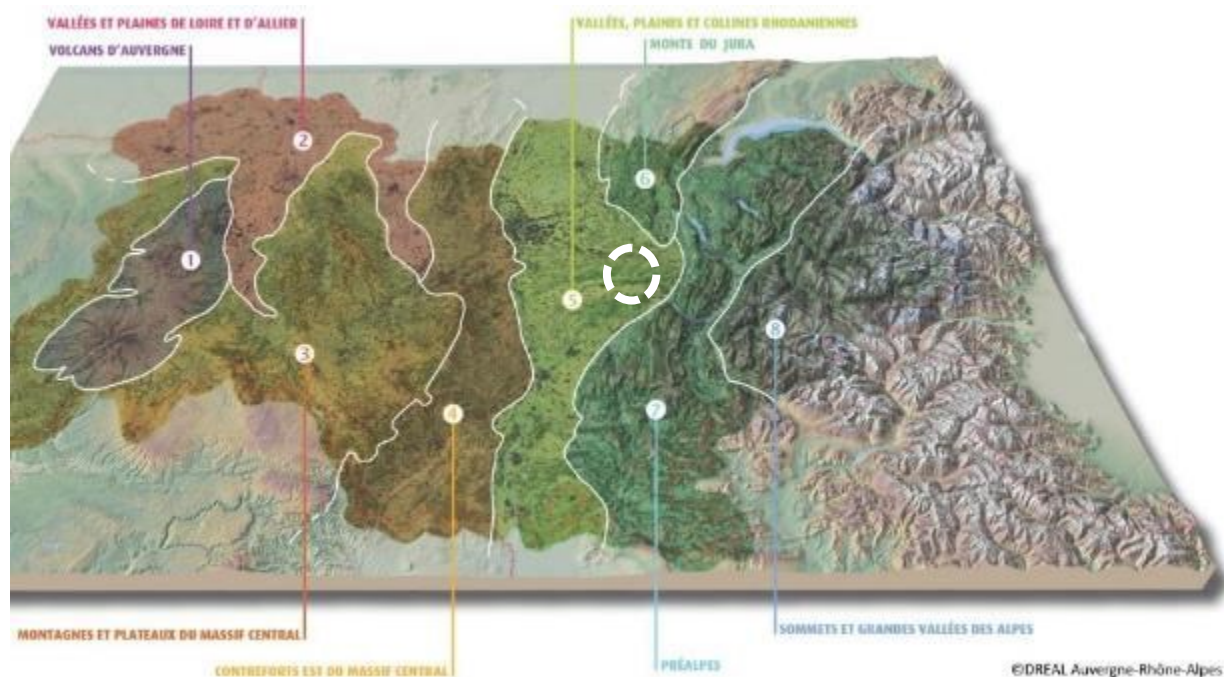 VALLÉES ET PLAINES DE LOIRE ET D'ALLIER
VALLÉES, PLAINES ET COLLINES RHODANIENNES
VOLCANS D'AUVERGNE
MONTS DU JURA
2
6
1
5
8
3
4
7
MONTAGNES ET PLATEAUX DU MASSIF CENTRAL
SOMMETS ET GRANDES VALLÉES DES ALPES
CONTREFORTS EST DU MASSIF CENTRAL
PRÉALPES
©DREAL Auvergne-Rhône-Alpes